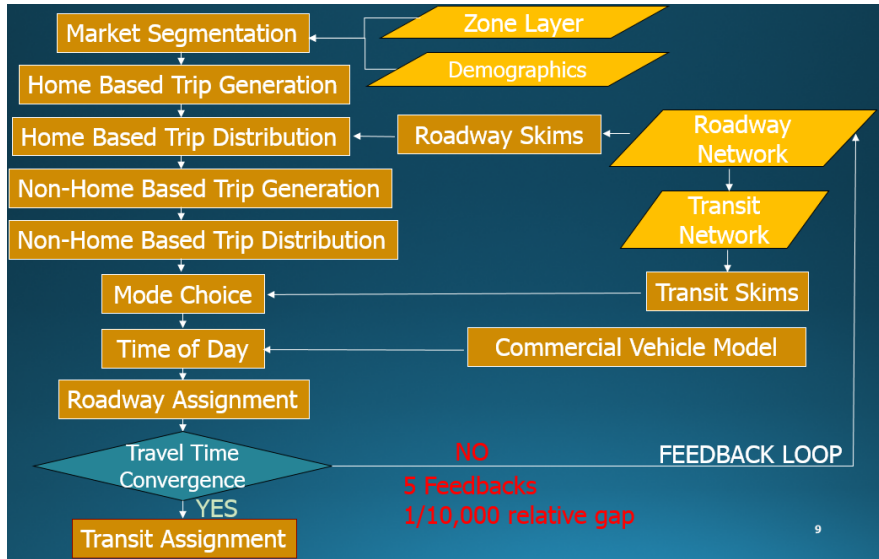 Market Segmentation
Zone Layer
Demographics
Home Based Trip Generation
Home Based Trip Distribution
Roadway Skims
Roadway
Network
Non-Home Based Trip Generation
Transit
Network
Non-Home Based Trip Distribution
Mode Choice
Transit Skims
Time of Day
Commercial Vehicle Model
Roadway Assignment
Travel Time
Convergence
NO
FEEDBACK LOOP
5 Feedbacks
1/10,000 relative gap
YES
Transit Assignment
9